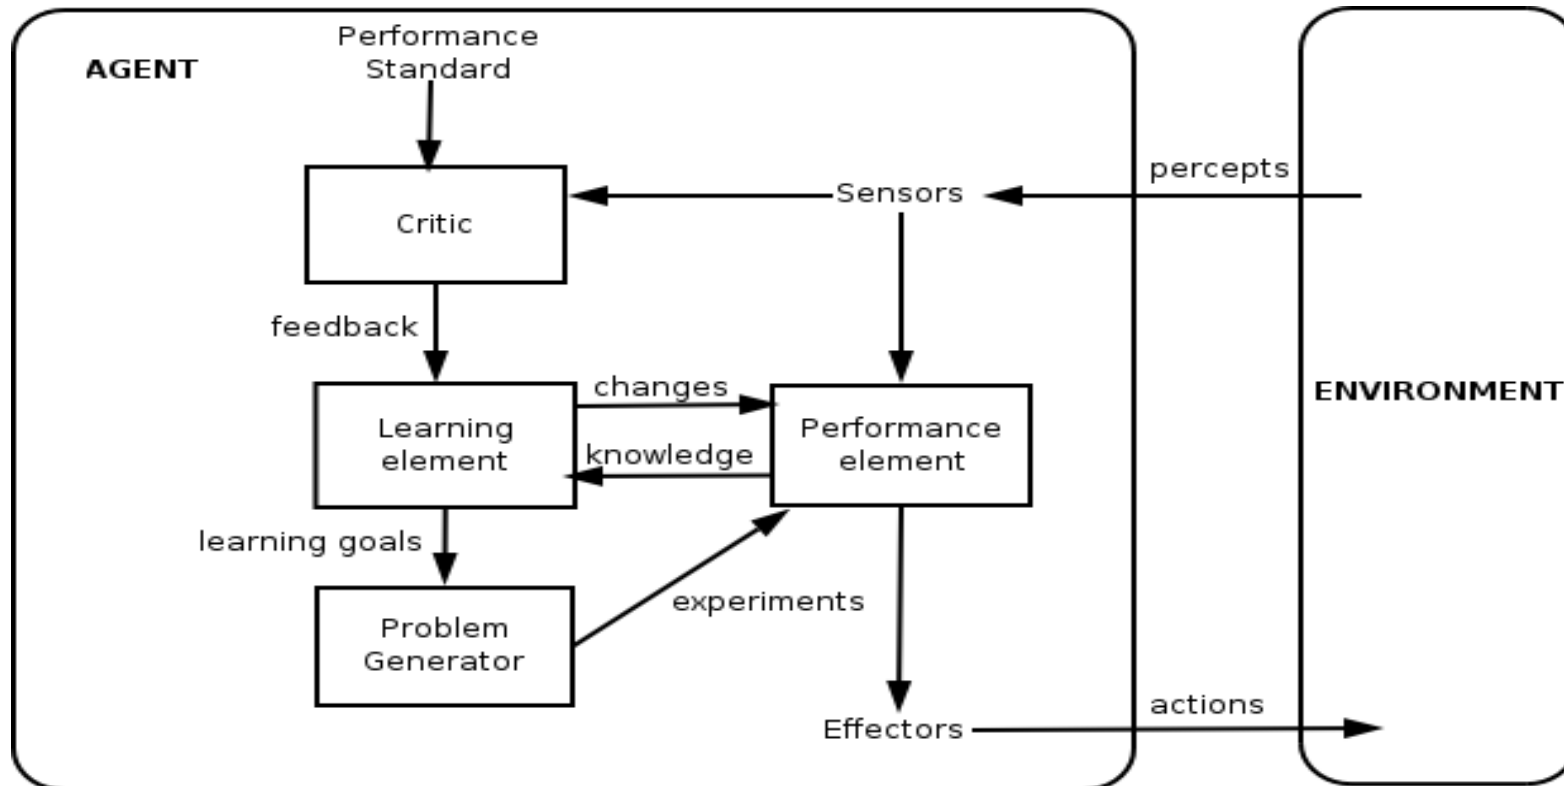 Performance
Standard
AGENT
percepts
Sensors
Critic
feedback
changes
ENVIRONMENT
Learning
element
Performance
element
knowledge
learning goals
experiments
Problem
Generator
actions
Effectors